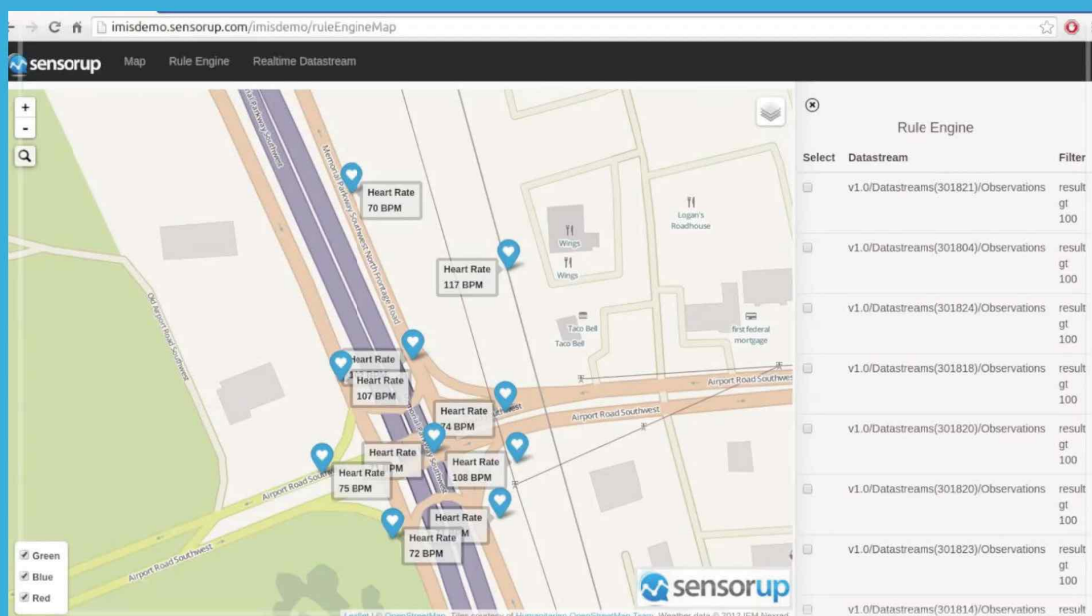 imisdemo.sensorup.com/imisdemo/ruleEngineMap
sensorup
Map
Rule Engine
Realtime Datastream
+
-
Memorial Parkway Southwest
Memorial Parkway Southwest North Frontage Road
Old Airport Road Southwest
Heart Rate
70 BPM
Heart Rate
117 BPM
Logan's
Roadhouse
Wings
Wings
Taco Bell
Taco Bell
first federal
mortgage
Heart Rate
Heart Rate
107 BPM
Airport Road Southwest
Airport Road Southwest
Heart Rate
74 BPM
Heart Rate
Heart Rate
108 BPM
Heart Rate
75 BPM
Airport Road
Airport Road Southwest
Heart Rate
Heart Rate
72 BPM
Green
Blue
Red
sensorup
Rule Engine
Select Datastream Filter
v1.0/Datastreams(301821)/Observations result
gt
100
v1.0/Datastreams(301804)/Observations result
gt
100
v1.0/Datastreams(301824)/Observations result
gt
100
v1.0/Datastreams(301818)/Observations result
gt
100
v1.0/Datastreams(301820)/Observations result
gt
100
v1.0/Datastreams(301820)/Observations result
gt
100
v1.0/Datastreams(301823)/Observations result
gt
100
v1.0/Datastreams(301814)/Observations result